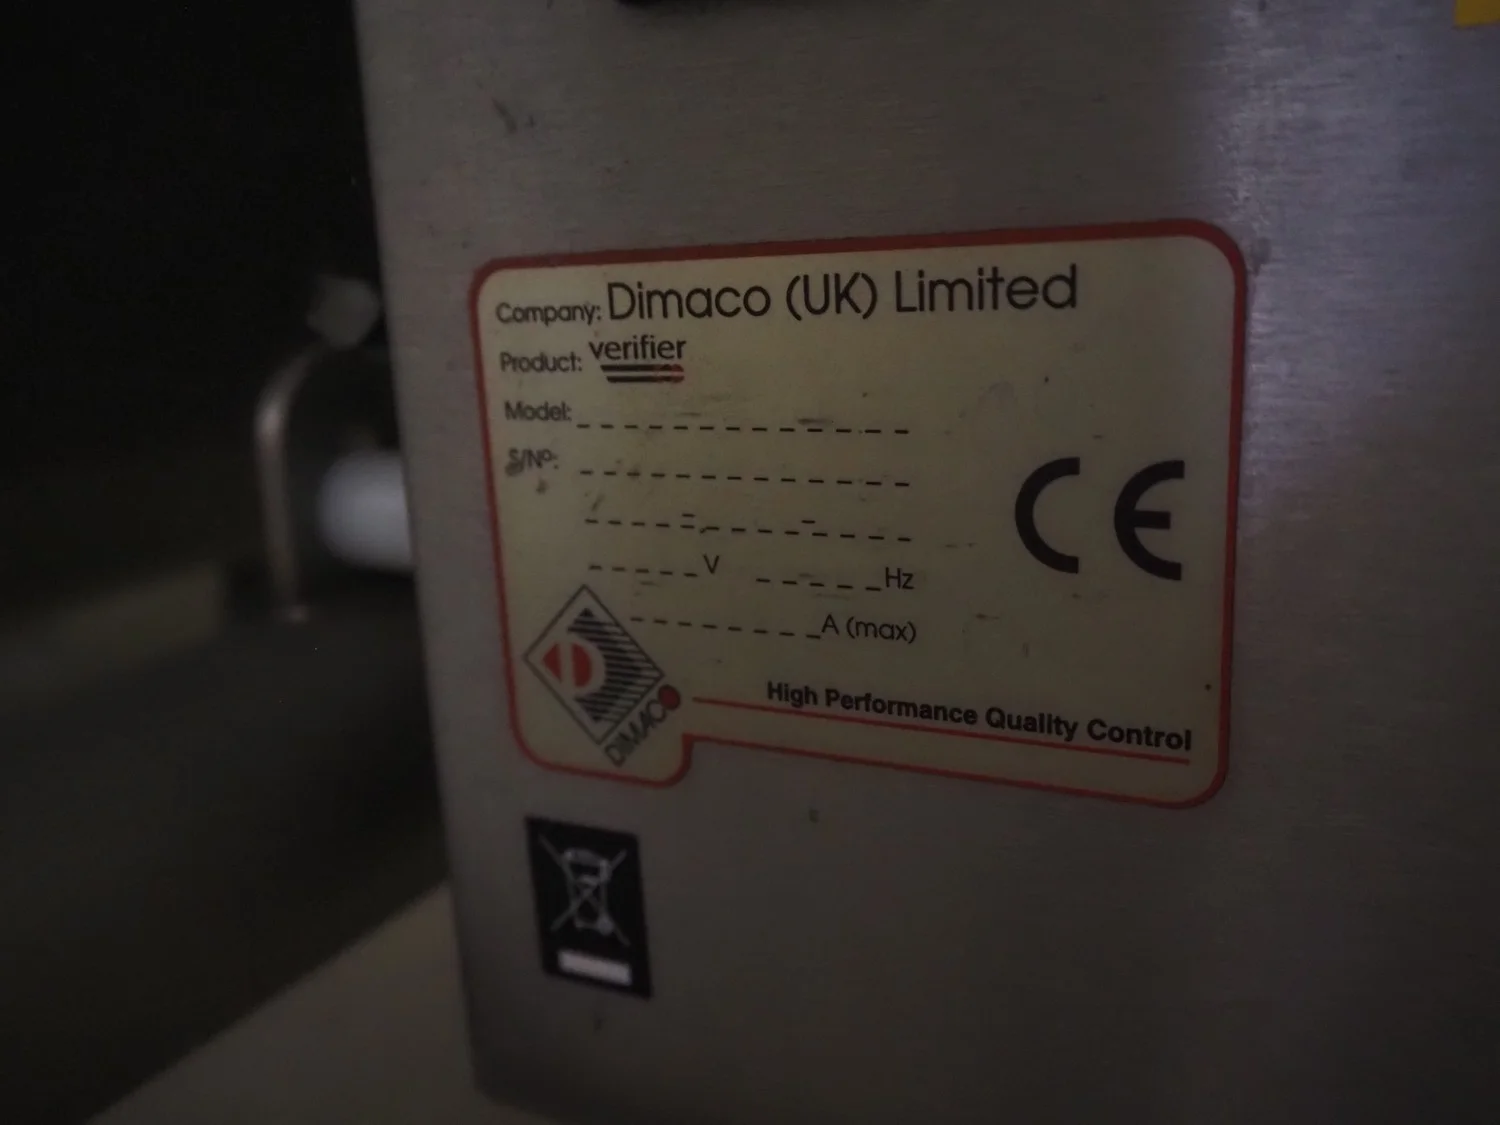 Company: Dimaco (UK) Limited
Product: verifier
Model: _ _ _ _ _ _ _ _ _ _ _ _ _
S/Nº: _ _ _ _ _ _ _ _ _ _ _ _ _
_ _ _ _ _ _ _ _ _ _ _ _ _
_ _ _ _ _ V _ _ _ _ _ Hz
_ _ _ _ _ _ _ _ A (max)
CE
DIMACO
High Performance Quality Control